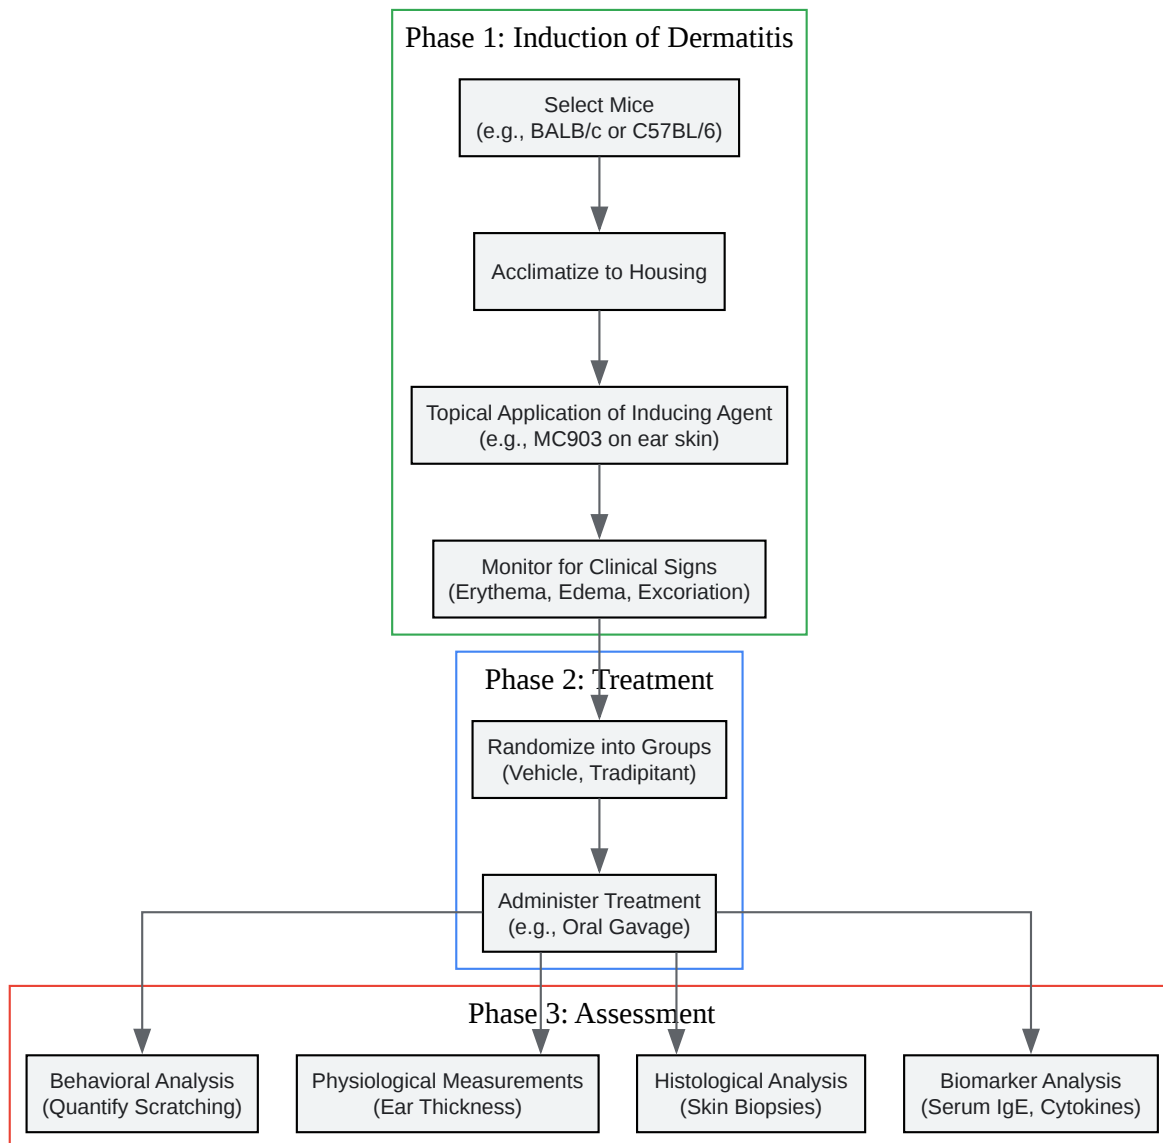 Phase 1: Induction of Dermatitis
Select Mice
(e.g., BALB/c or C57BL/6)
Acclimatize to Housing
Topical Application of Inducing Agent
(e.g., MC903 on ear skin)
Monitor for Clinical Signs
(Erythema, Edema, Excoriation)
Phase 2: Treatment
Randomize into Groups
(Vehicle, Tradipitant)
Administer Treatment
(e.g., Oral Gavage)
Phase 3: Assessment
Behavioral Analysis
(Quantify Scratching)
Physiological Measurements
(Ear Thickness)
Histological Analysis
(Skin Biopsies)
Biomarker Analysis
(Serum IgE, Cytokines)